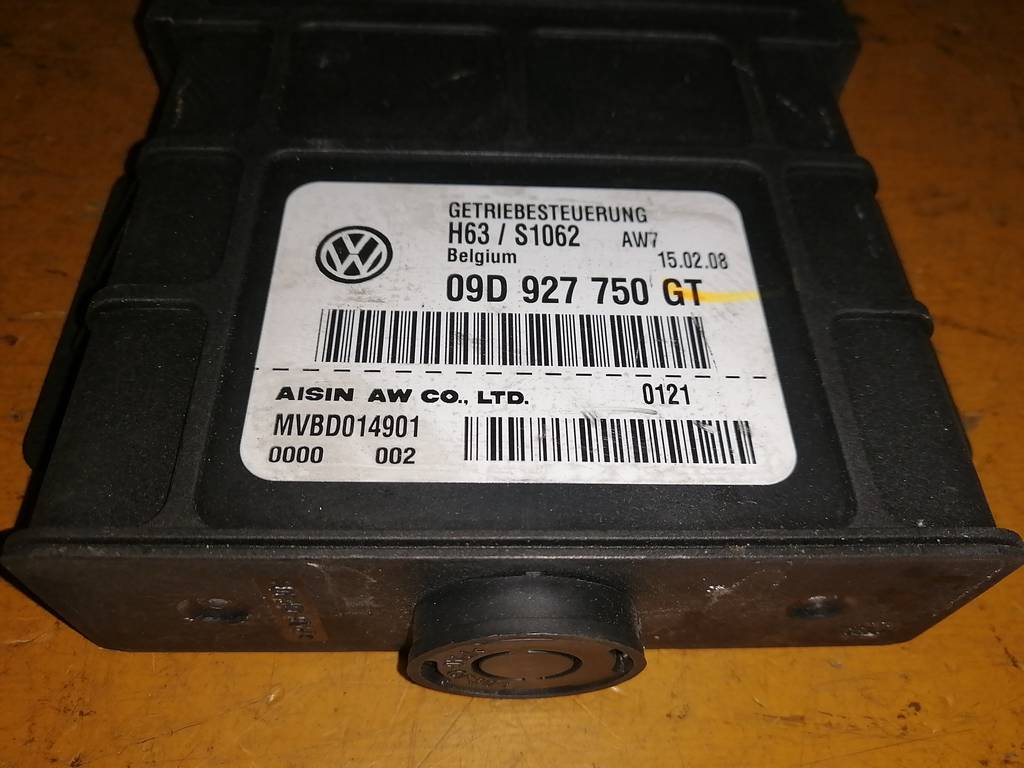 GETRIEBESTEUERUNG
H63 / S1062 AW7
Belgium 15.02.08
09D 927 750 GT
AISIN AW CO., LTD. 0121
MVBD014901
0000 002